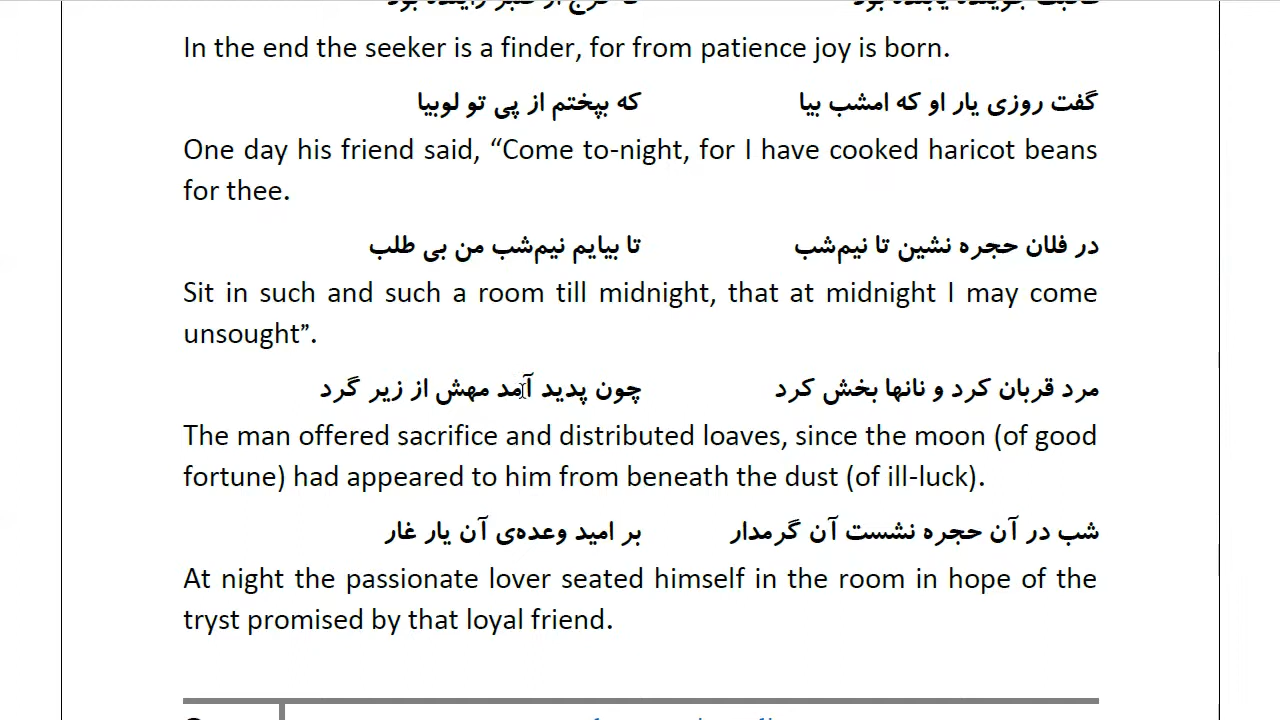 In the end the seeker is a finder, for from patience joy is born.
گفت روزی یار او که امشب بیا که بپختم از پی تو لوبیا
One day his friend said, “Come to-night, for I have cooked haricot beans
for thee.
در فلان حجره نشین تا نیم‌شب تا بیایم نیم‌شب من بی طلب
Sit in such and such a room till midnight, that at midnight I may come
unsought”.
مرد قربان کرد و نانها بخش کرد چون پدید آمد مهش از زیر گرد
The man offered sacrifice and distributed loaves, since the moon (of good
fortune) had appeared to him from beneath the dust (of ill-luck).
شب در آن حجره نشست آن گرمدار بر امید وعده‌ی آن یار غار
At night the passionate lover seated himself in the room in hope of the
tryst promised by that loyal friend.